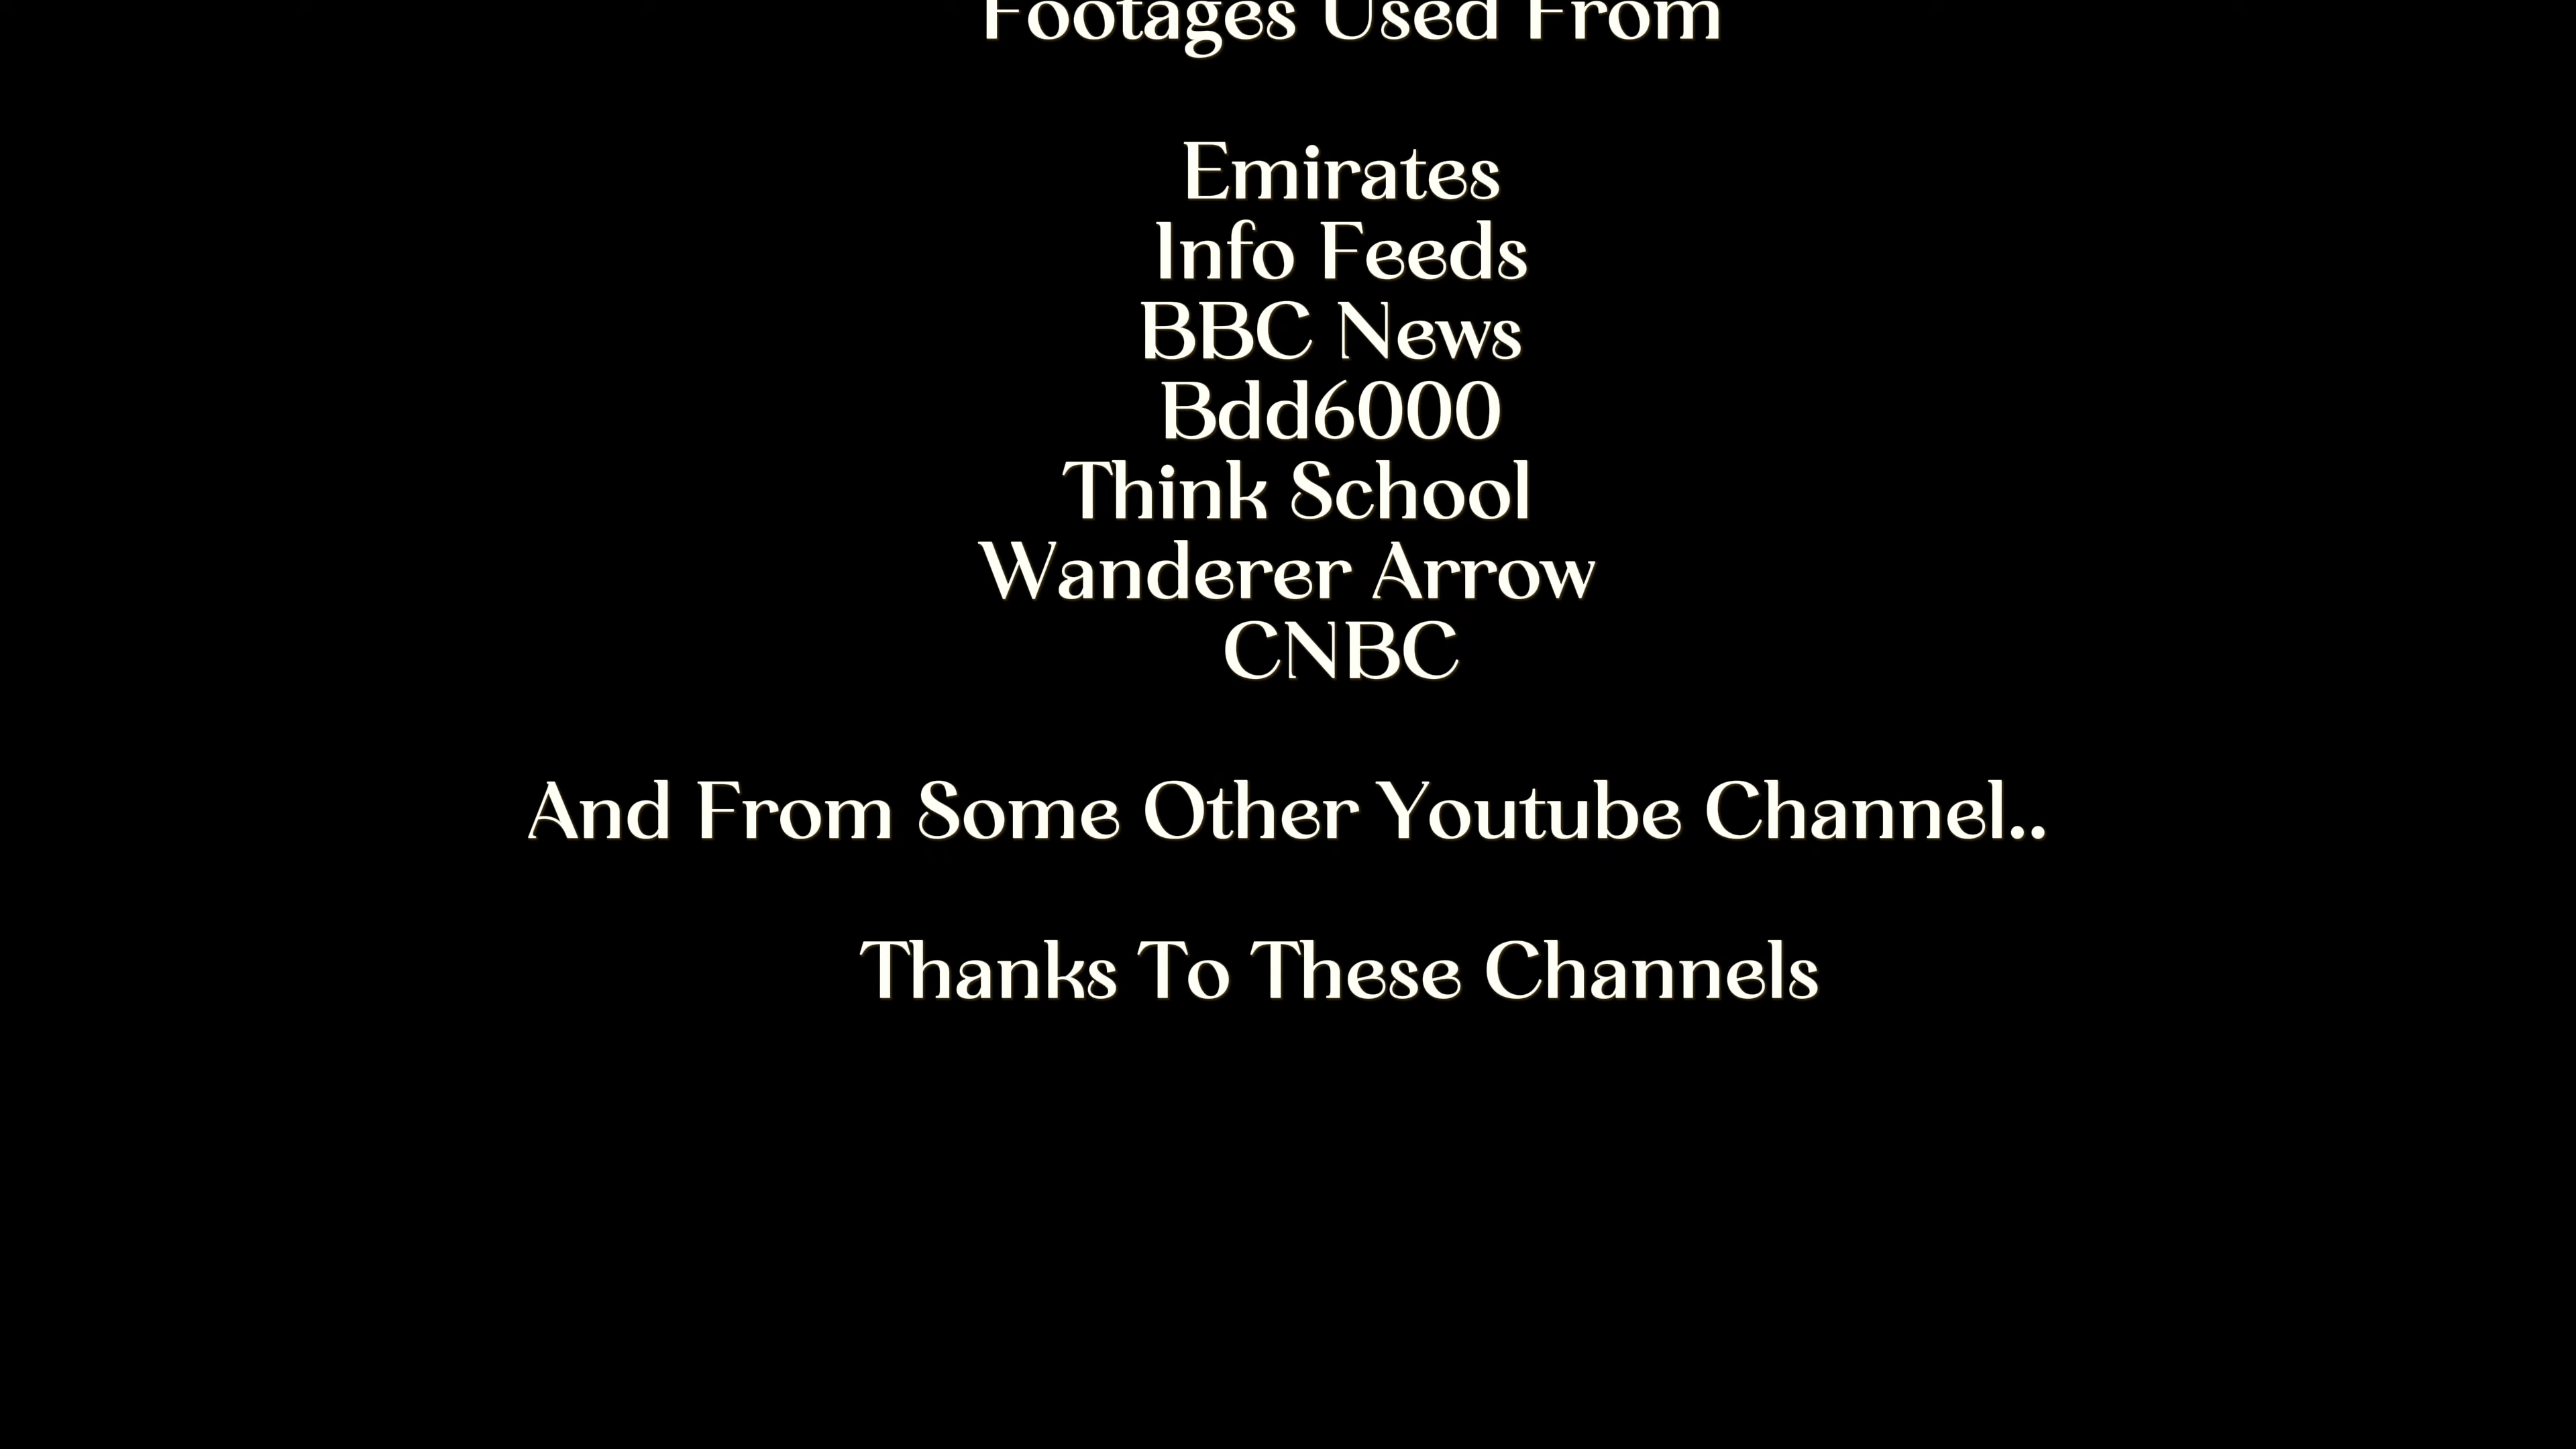 Footages Used From
Emirates
Info Feeds
BBC News
Bdd6000
Think School
Wanderer Arrow
CNBC
And From Some Other Youtube Channel..
Thanks To These Channels